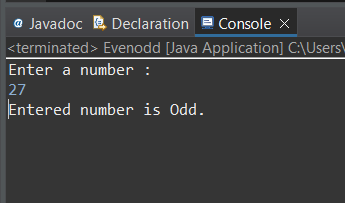 @ Javadoc Declaration Console
<terminated> Evenodd [Java Application] C:\Users\
Enter a number :
27
Entered number is Odd.